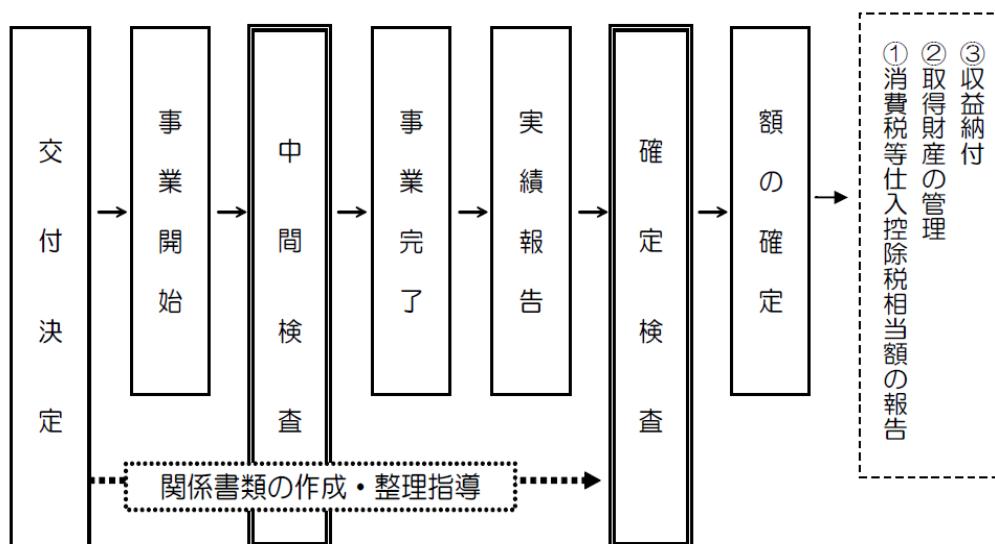 交付決定
事業開始
中間検査
事業完了
実績報告
確定検査
額の確定
①消費税等仕入控除税相当額の報告
②取得財産の管理
③収益納付
関係書類の作成・整理指導